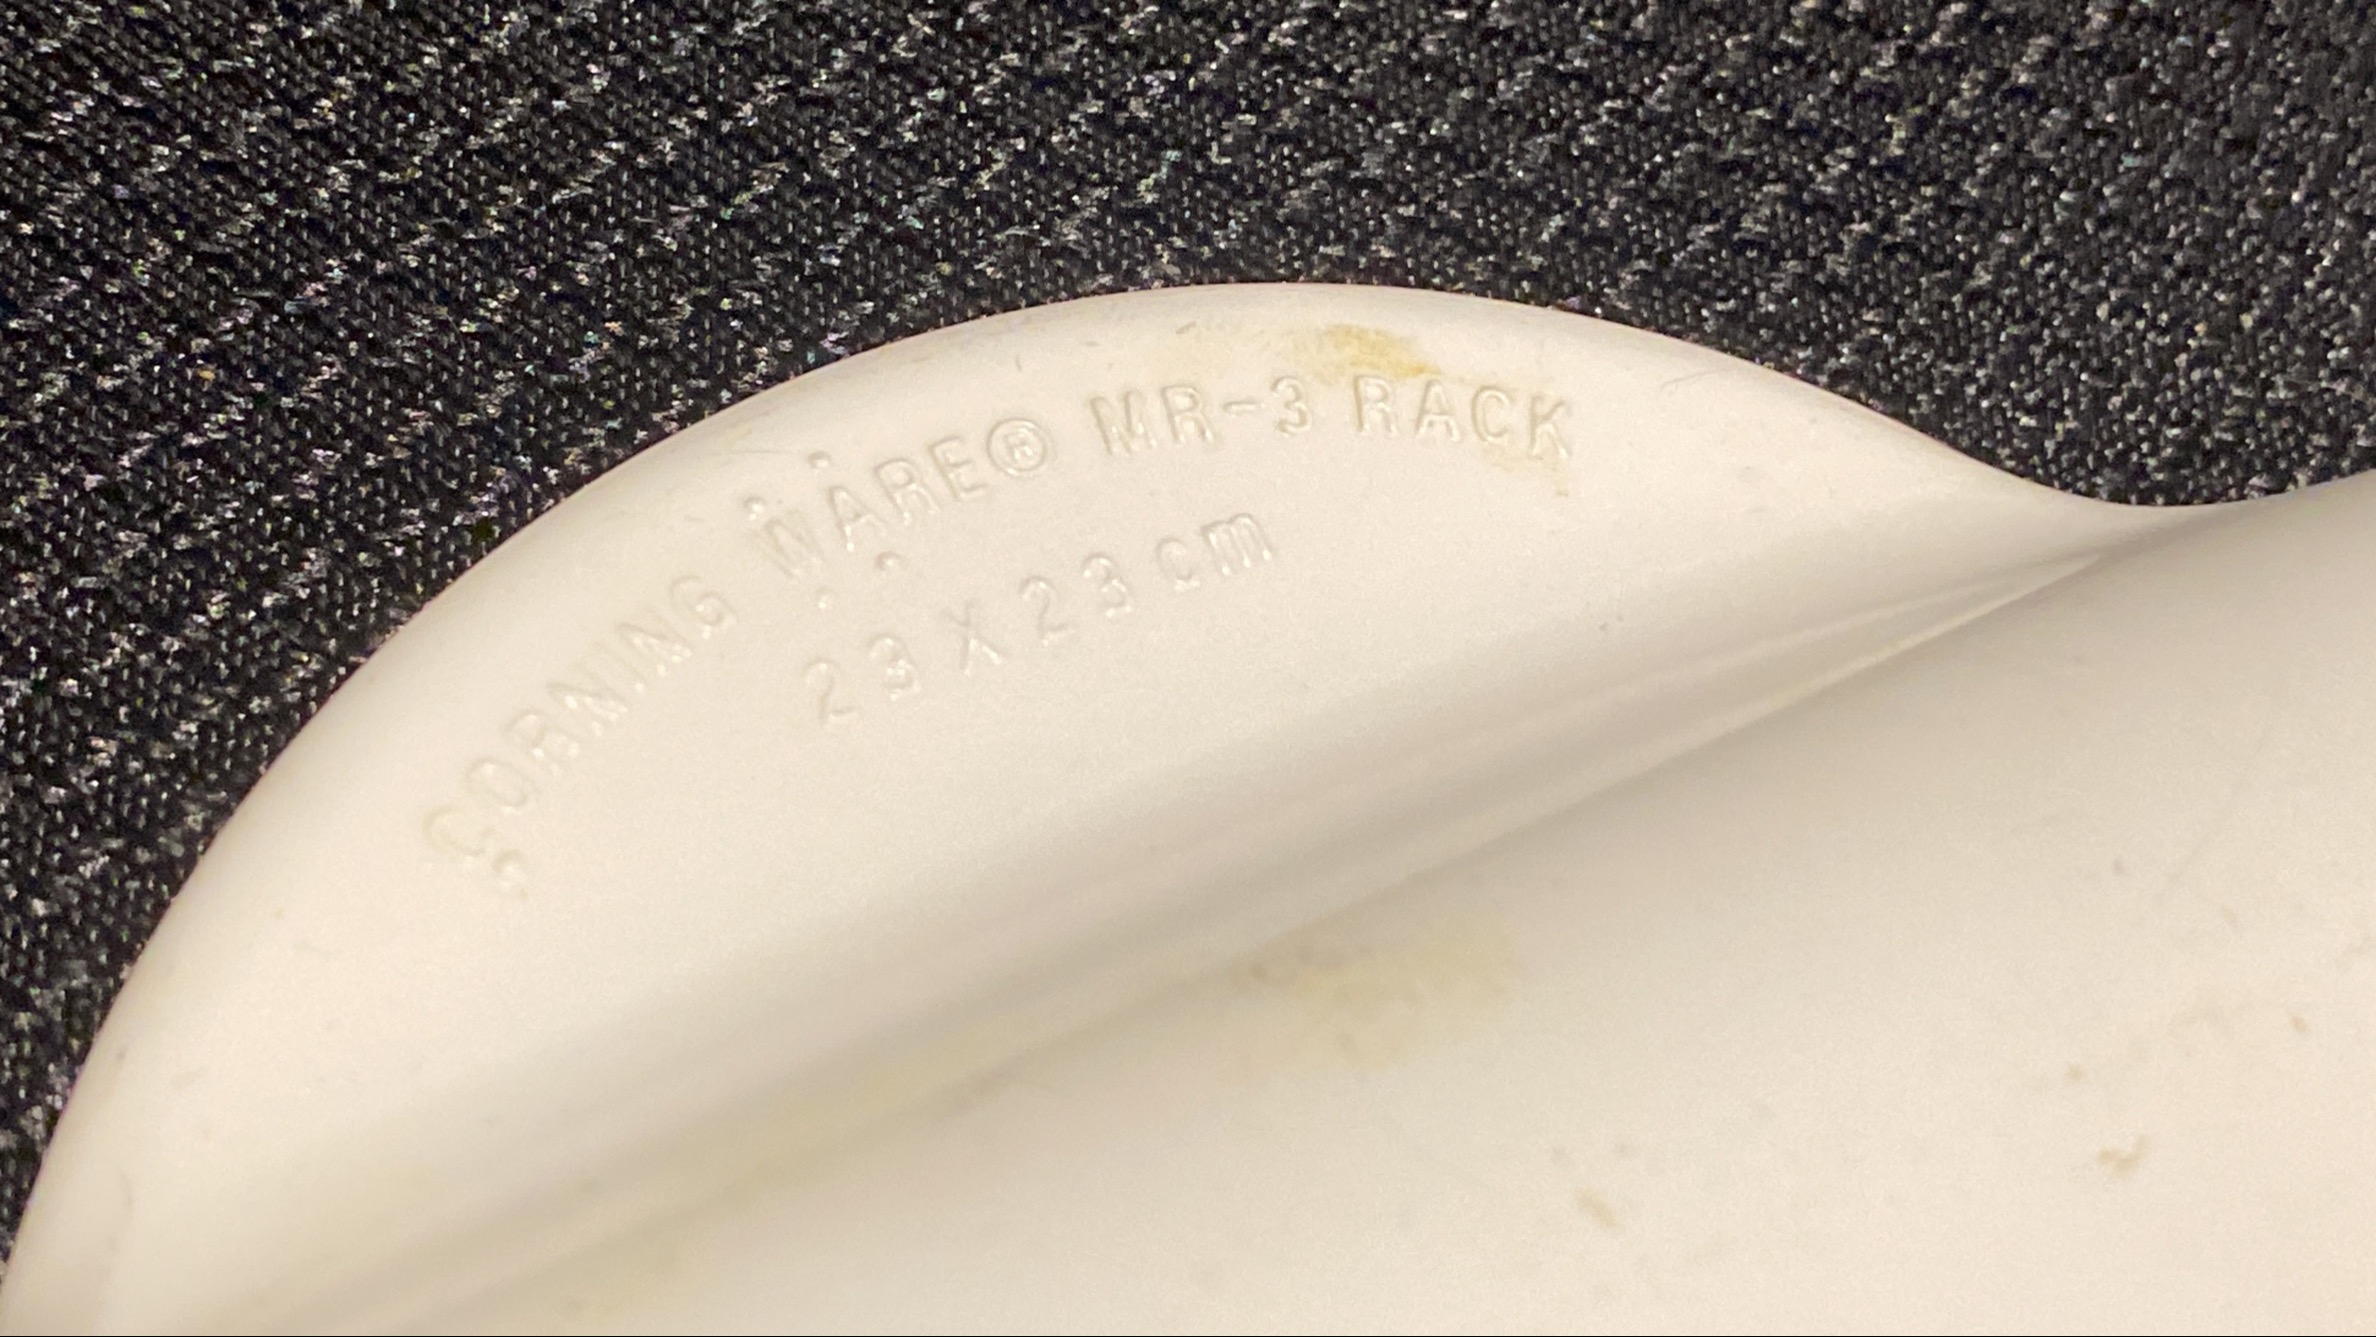 CORNING WARE® MR-3 RACK
23 X 23 cm